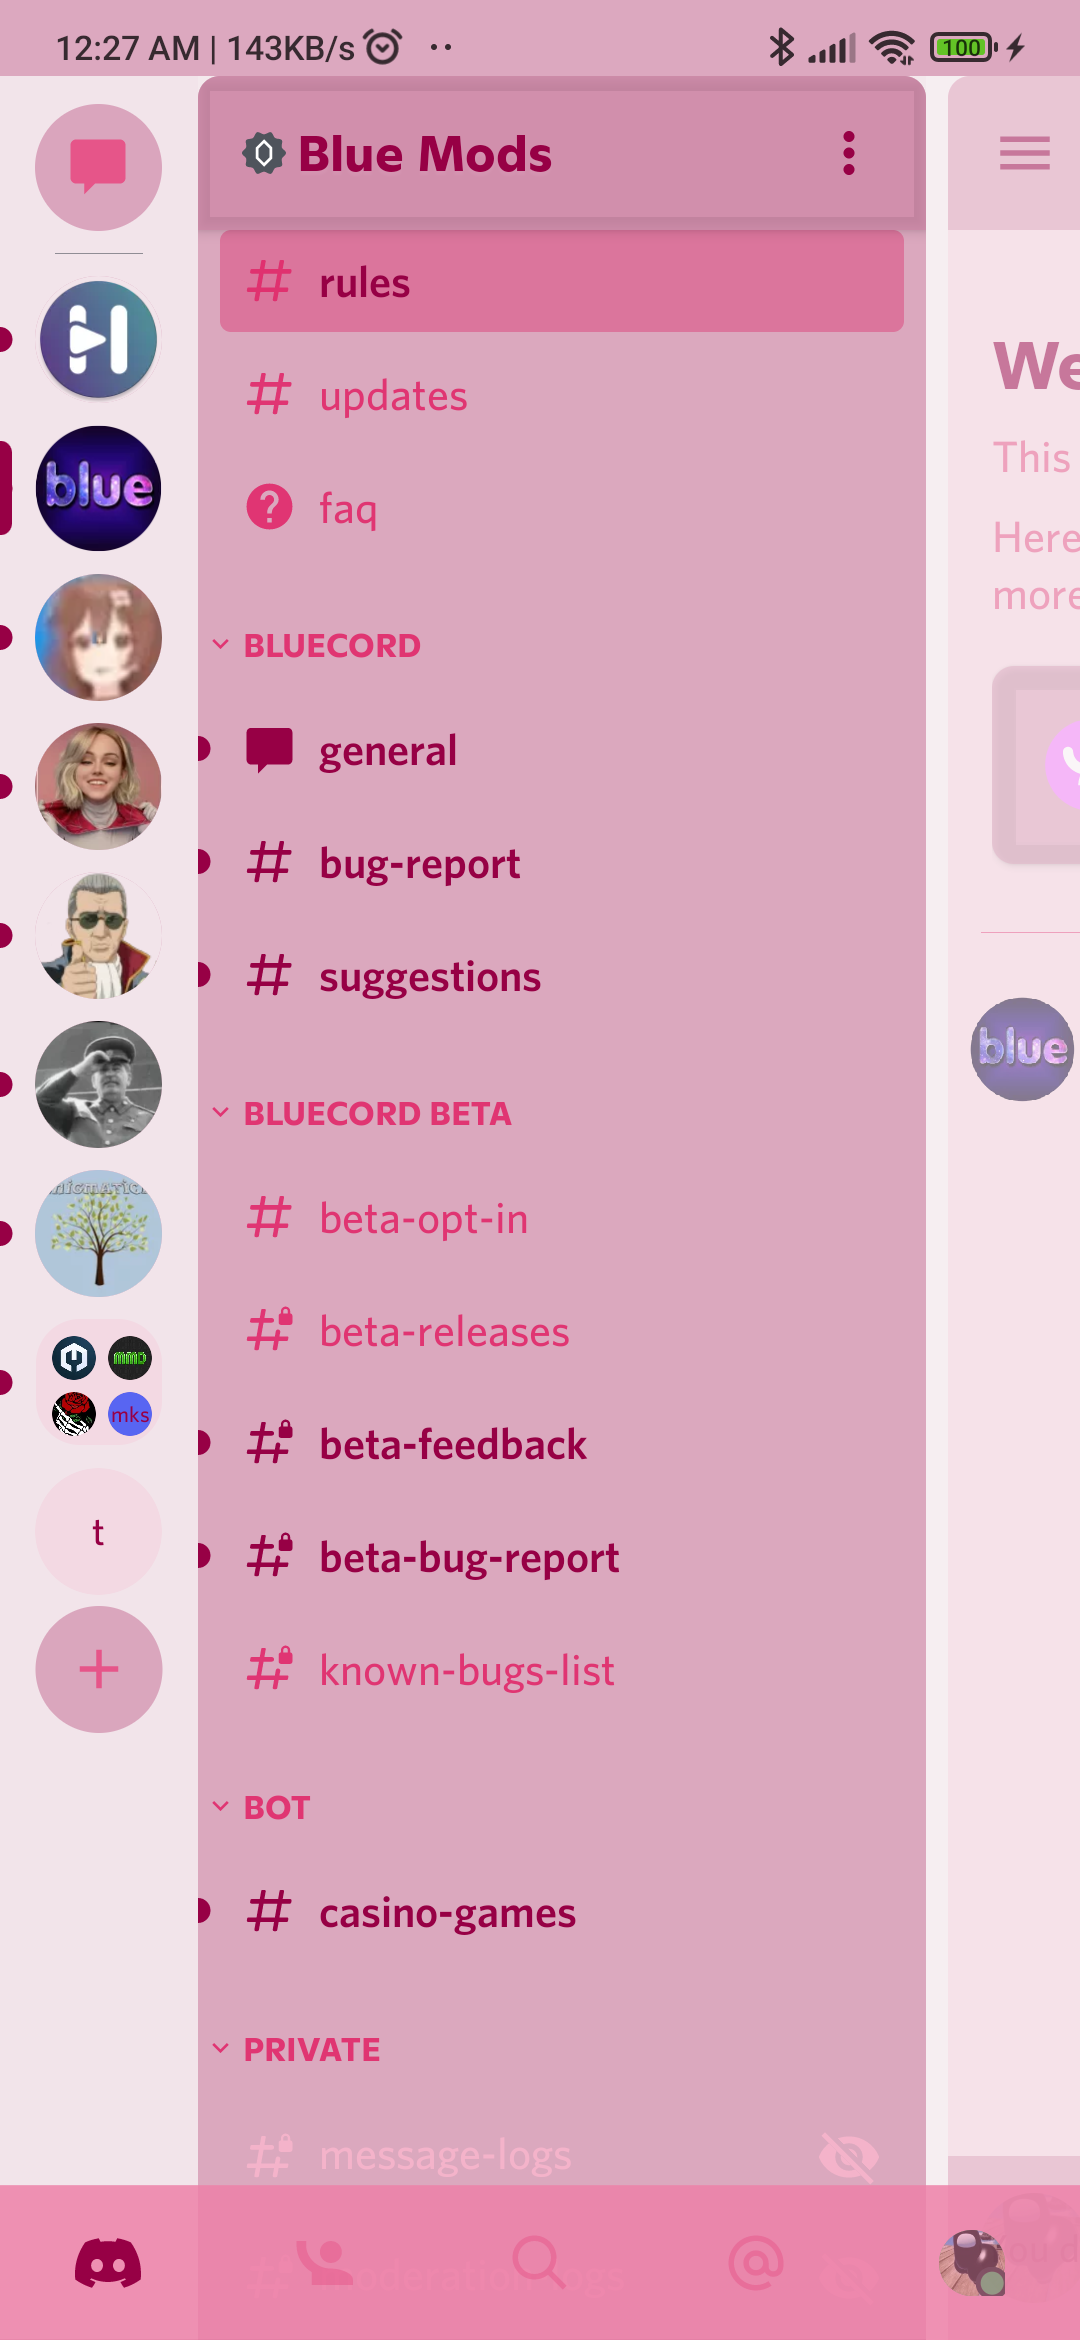 12:27 AM | 143KB/s
100
Blue Mods
rules
updates
faq
BLUECORD
general
bug-report
suggestions
BLUECORD BETA
beta-opt-in
beta-releases
beta-feedback
beta-bug-report
known-bugs-list
BOT
casino-games
PRIVATE
message-logs
moderation-logs
blue
mks
t
We
This
Here
more
blue